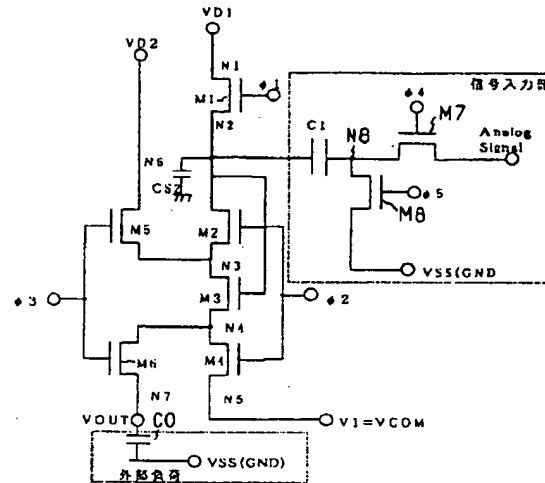 VD1
VD2
N1
φ1
M1
N2
信号入力部
φ4
M7
C1
N8
Analog
Signal
N6
CS2
φ5
M8
M5
M2
N3
VSS(GND
φ3
M3
φ2
N4
M6
M4
N7
N5
VOUT
CO
V1=VCOM
VSS(GND)
外部負荷